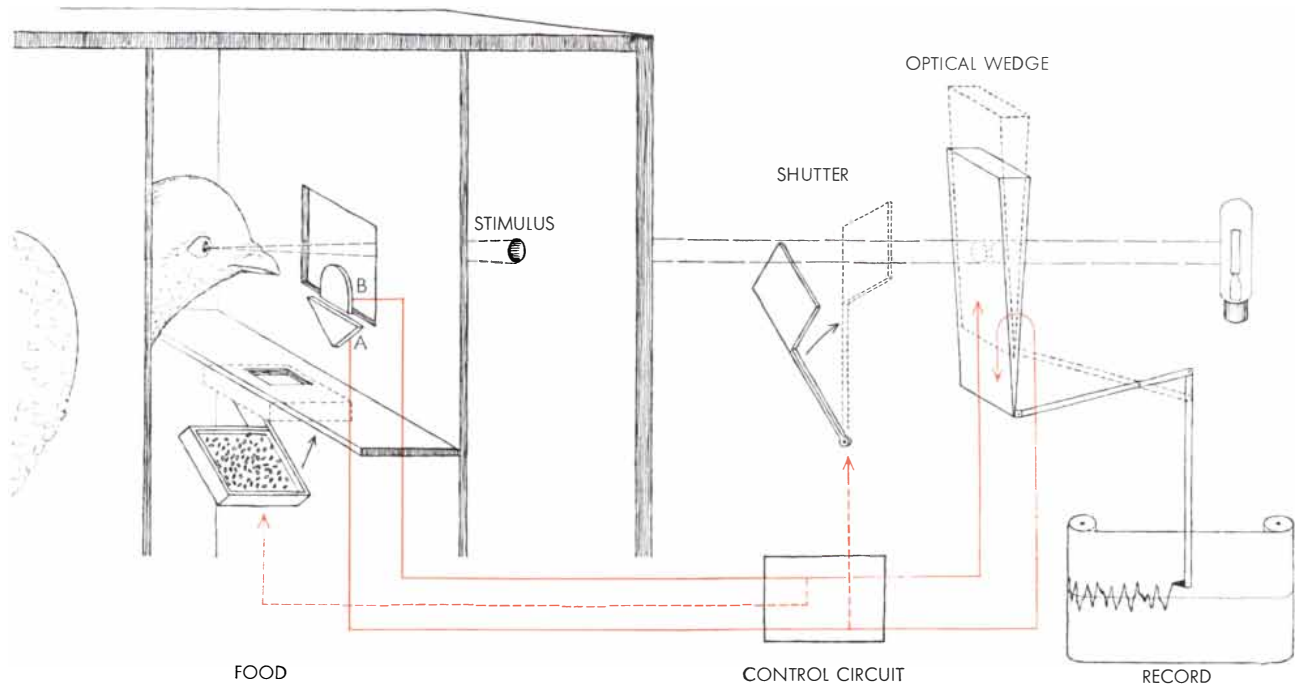 OPTICAL WEDGE
SHUTTER
STIMULUS
B
A
FOOD
CONTROL CIRCUIT
RECORD